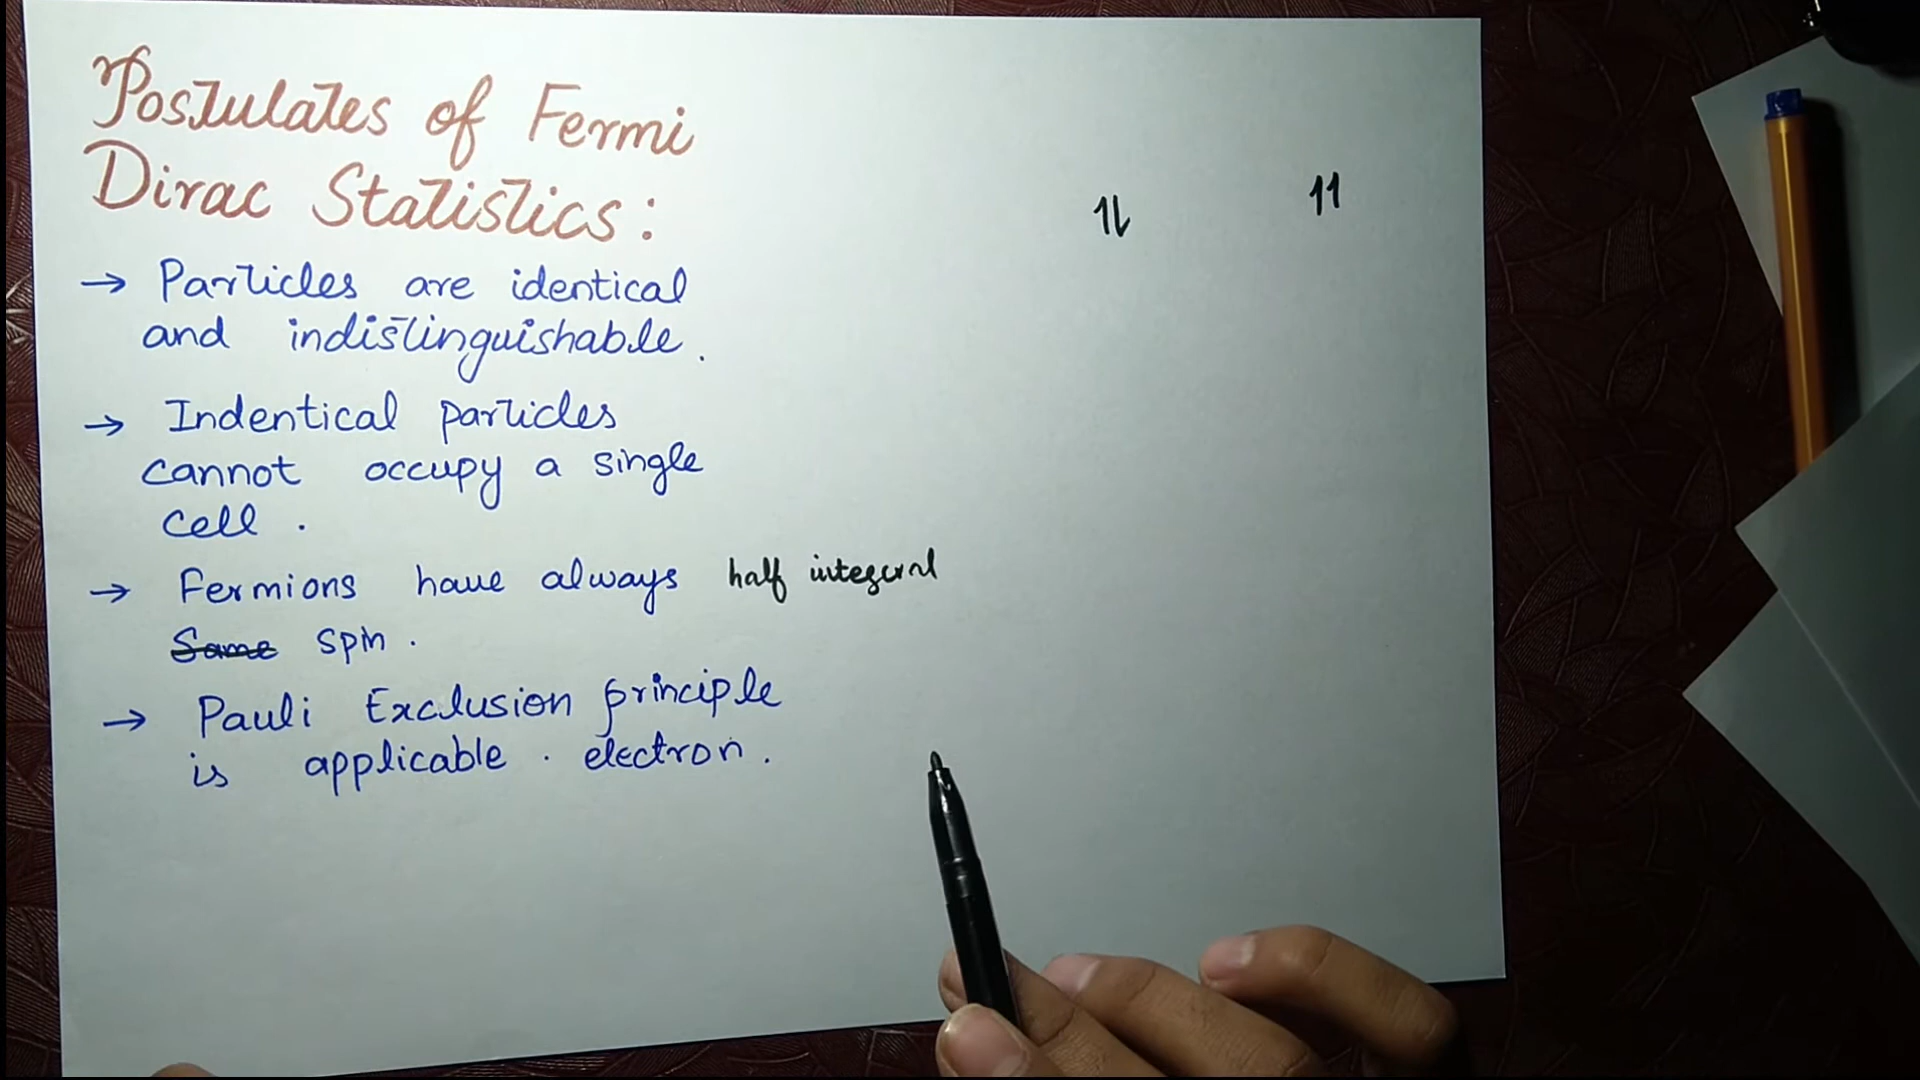 Postulates of Fermi
Dirac Statistics :
→ Particles are identical
and indistinguishable .
→ Indentical particles
cannot occupy a single
cell .
→ Fermions have always half integral
Same spin .
→ Pauli Exclusion principle
is applicable . electron .
↿⇂ ↿↿